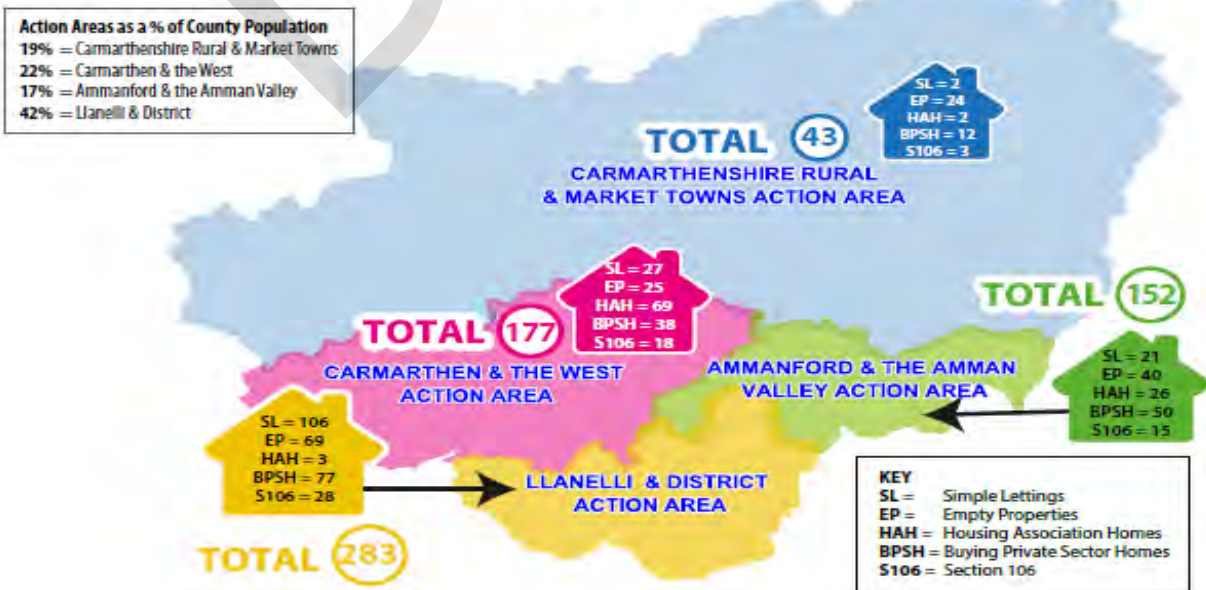 Action Areas as a % of County Population
19% = Carmarthenshire Rural & Market Towns
22% = Carmarthen & the West
17% = Ammanford & the Amman Valley
42% = Llanelli & District
SL = 2
EP = 24
HAH = 2
BPSH = 12
S106 = 3
TOTAL 43
CARMARTHENSHIRE RURAL
& MARKET TOWNS ACTION AREA
SL = 27
EP = 25
HAH = 69
BPSH = 38
S106 = 18
TOTAL 177
CARMARTHEN & THE WEST
ACTION AREA
TOTAL 152
SL = 21
EP = 40
HAH = 26
BPSH = 50
S106 = 15
AMMANFORD & THE AMMAN
VALLEY ACTION AREA
SL = 106
EP = 69
HAH = 3
BPSH = 77
S106 = 28
LLANELLI & DISTRICT
ACTION AREA
TOTAL 283
KEY
SL = Simple Lettings
EP = Empty Properties
HAH = Housing Association Homes
BPSH = Buying Private Sector Homes
S106 = Section 106